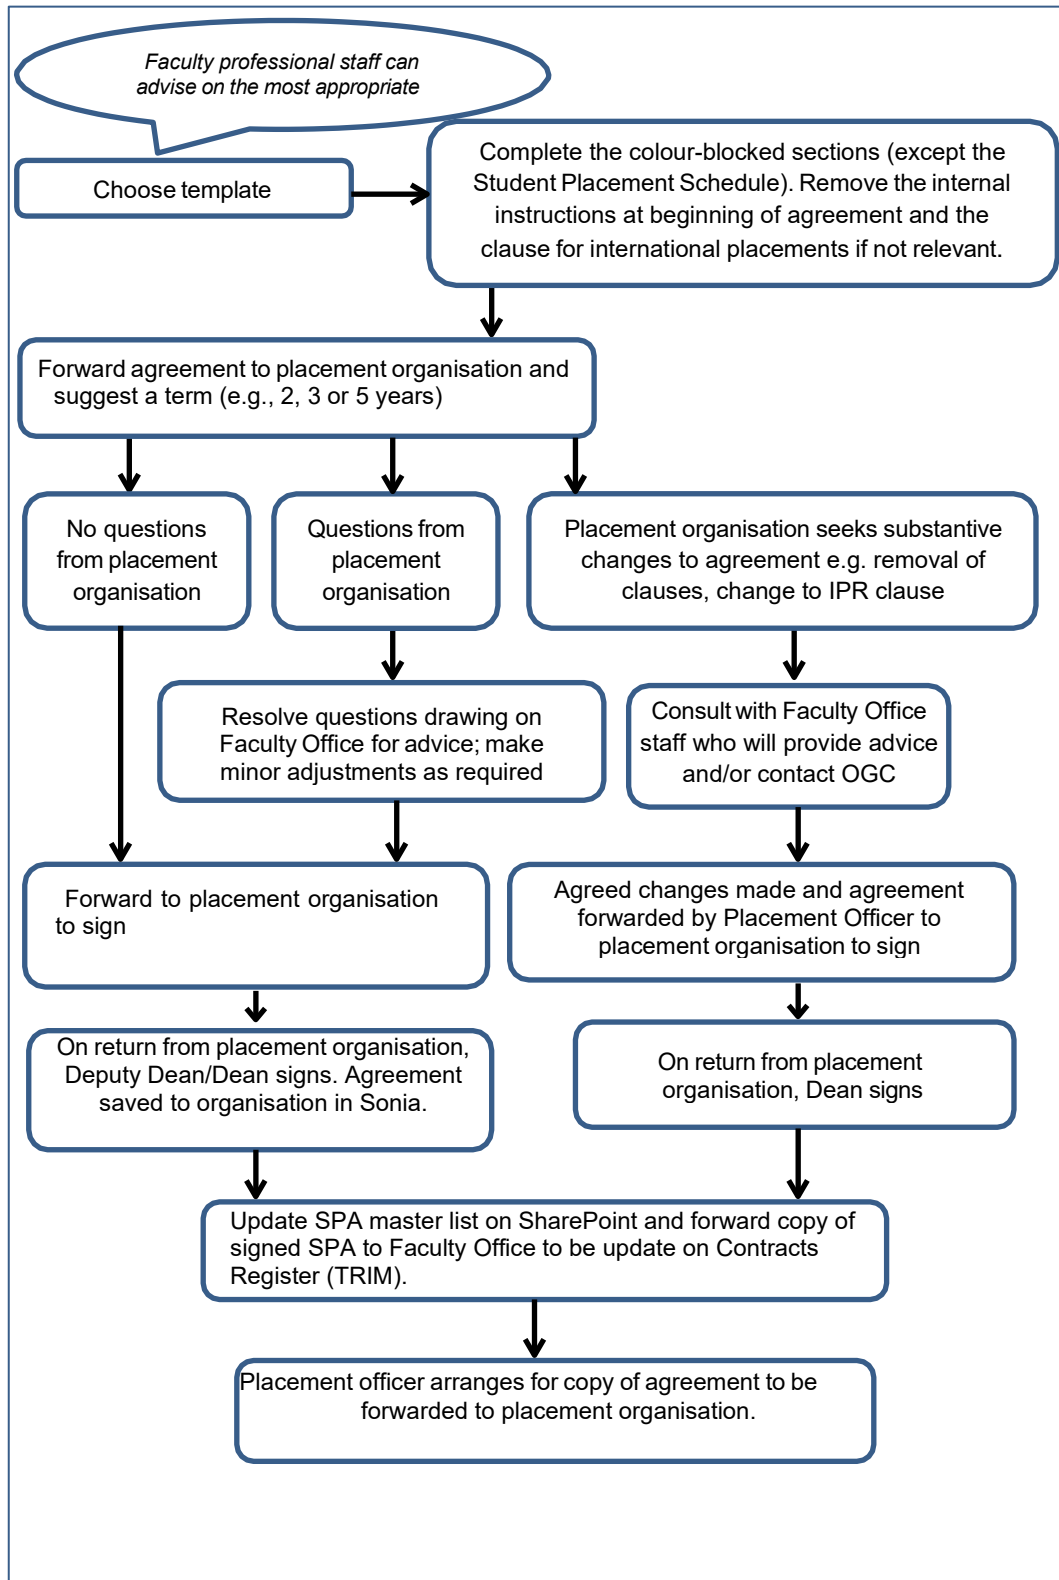 Faculty professional staff can
advise on the most appropriate
Choose template
Complete the colour-blocked sections (except the
Student Placement Schedule). Remove the internal
instructions at beginning of agreement and the
clause for international placements if not relevant.
Forward agreement to placement organisation and
suggest a term (e.g., 2, 3 or 5 years)
No questions
from placement
organisation
Questions from
placement
organisation
Placement organisation seeks substantive
changes to agreement e.g. removal of
clauses, change to IPR clause
Resolve questions drawing on
Faculty Office for advice; make
minor adjustments as required
Consult with Faculty Office
staff who will provide advice
and/or contact OGC
Forward to placement organisation
to sign
Agreed changes made and agreement
forwarded by Placement Officer to
placement organisation to sign
On return from placement organisation,
Deputy Dean/Dean signs. Agreement
saved to organisation in Sonia.
On return from placement
organisation, Dean signs
Update SPA master list on SharePoint and forward copy of
signed SPA to Faculty Office to be update on Contracts
Register (TRIM).
Placement officer arranges for copy of agreement to be
forwarded to placement organisation.